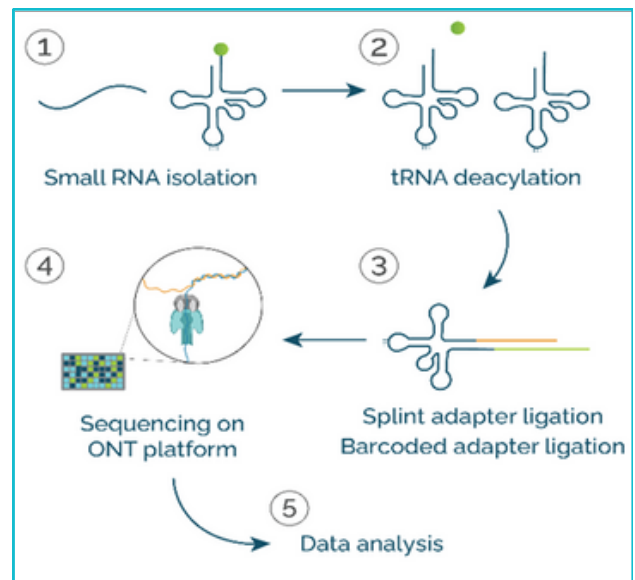 1
Small RNA isolation
2
tRNA deacylation
3
Splint adapter ligation
Barcoded adapter ligation
4
Sequencing on
ONT platform
5
Data analysis